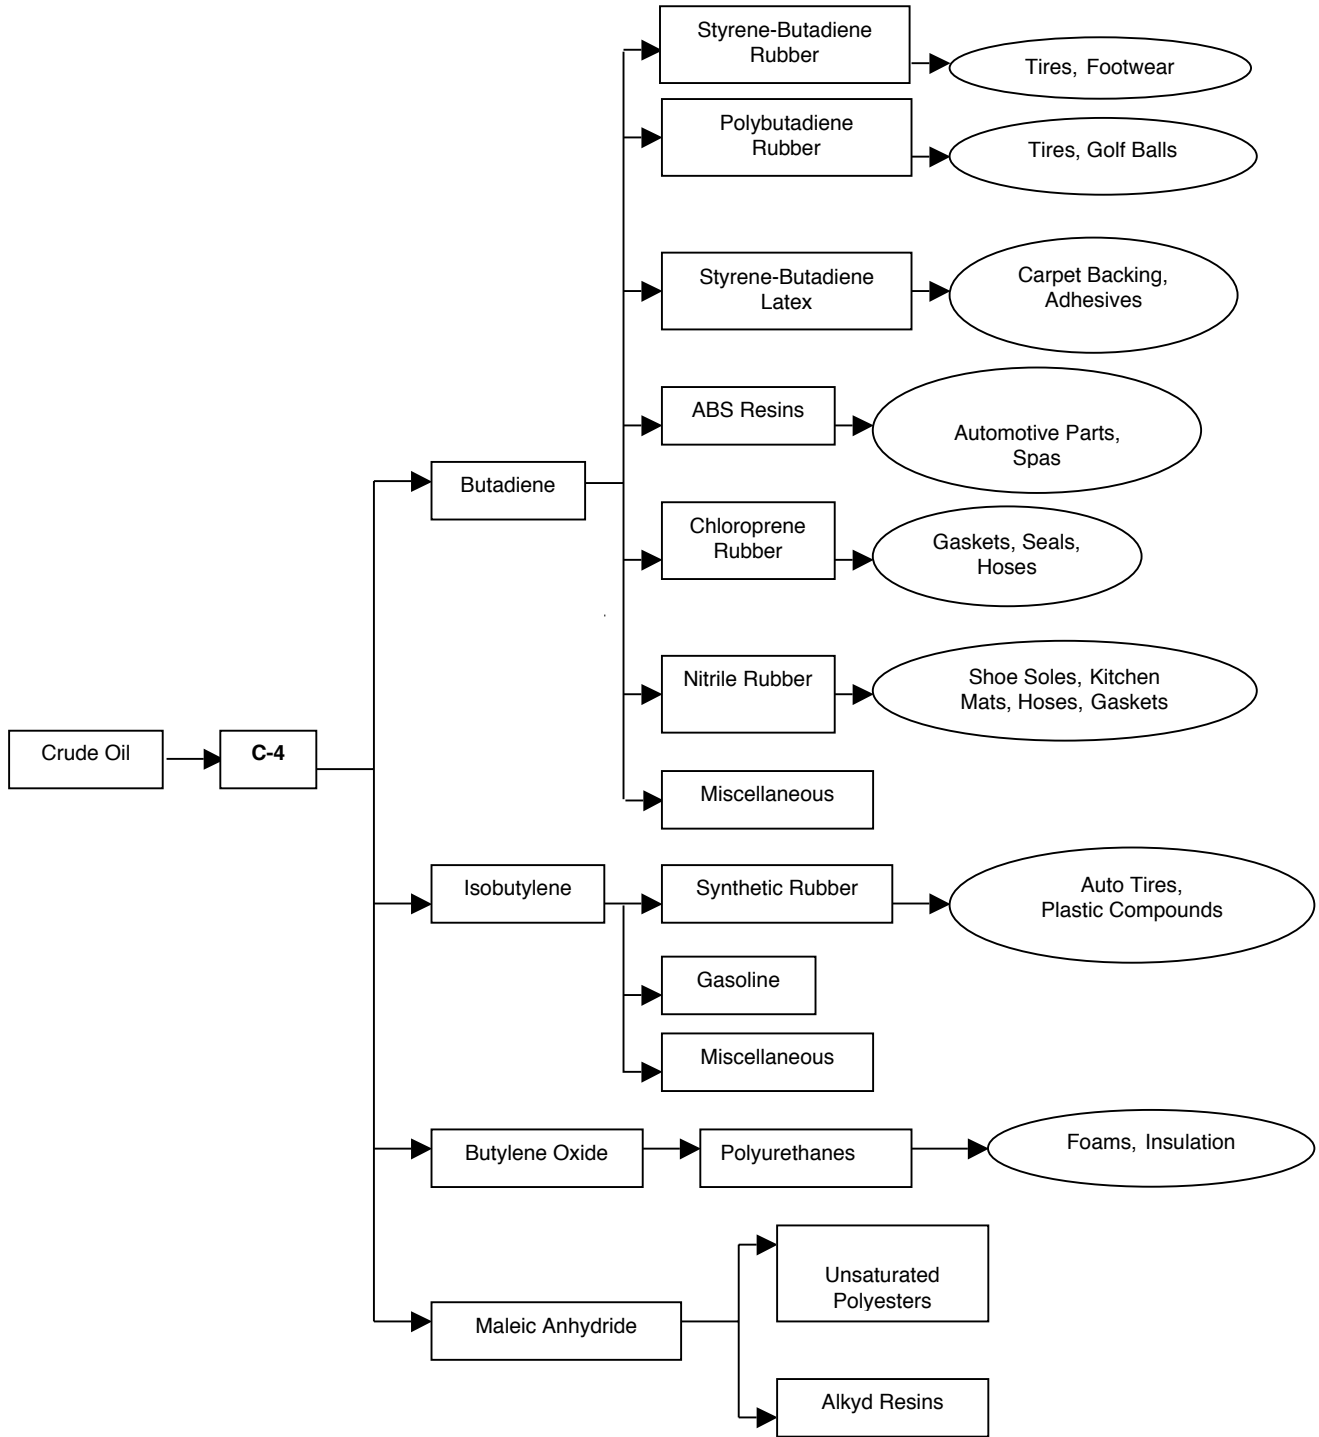 Styrene-Butadiene
Rubber
Tires, Footwear
Polybutadiene
Rubber
Tires, Golf Balls
Styrene-Butadiene
Latex
Carpet Backing,
Adhesives
ABS Resins
Automotive Parts,
Spas
Butadiene
Chloroprene
Rubber
Gaskets, Seals,
Hoses
Nitrile Rubber
Shoe Soles, Kitchen
Mats, Hoses, Gaskets
Crude Oil
C-4
Miscellaneous
Isobutylene
Synthetic Rubber
Auto Tires,
Plastic Compounds
Gasoline
Miscellaneous
Butylene Oxide
Polyurethanes
Foams, Insulation
Unsaturated
Polyesters
Maleic Anhydride
Alkyd Resins